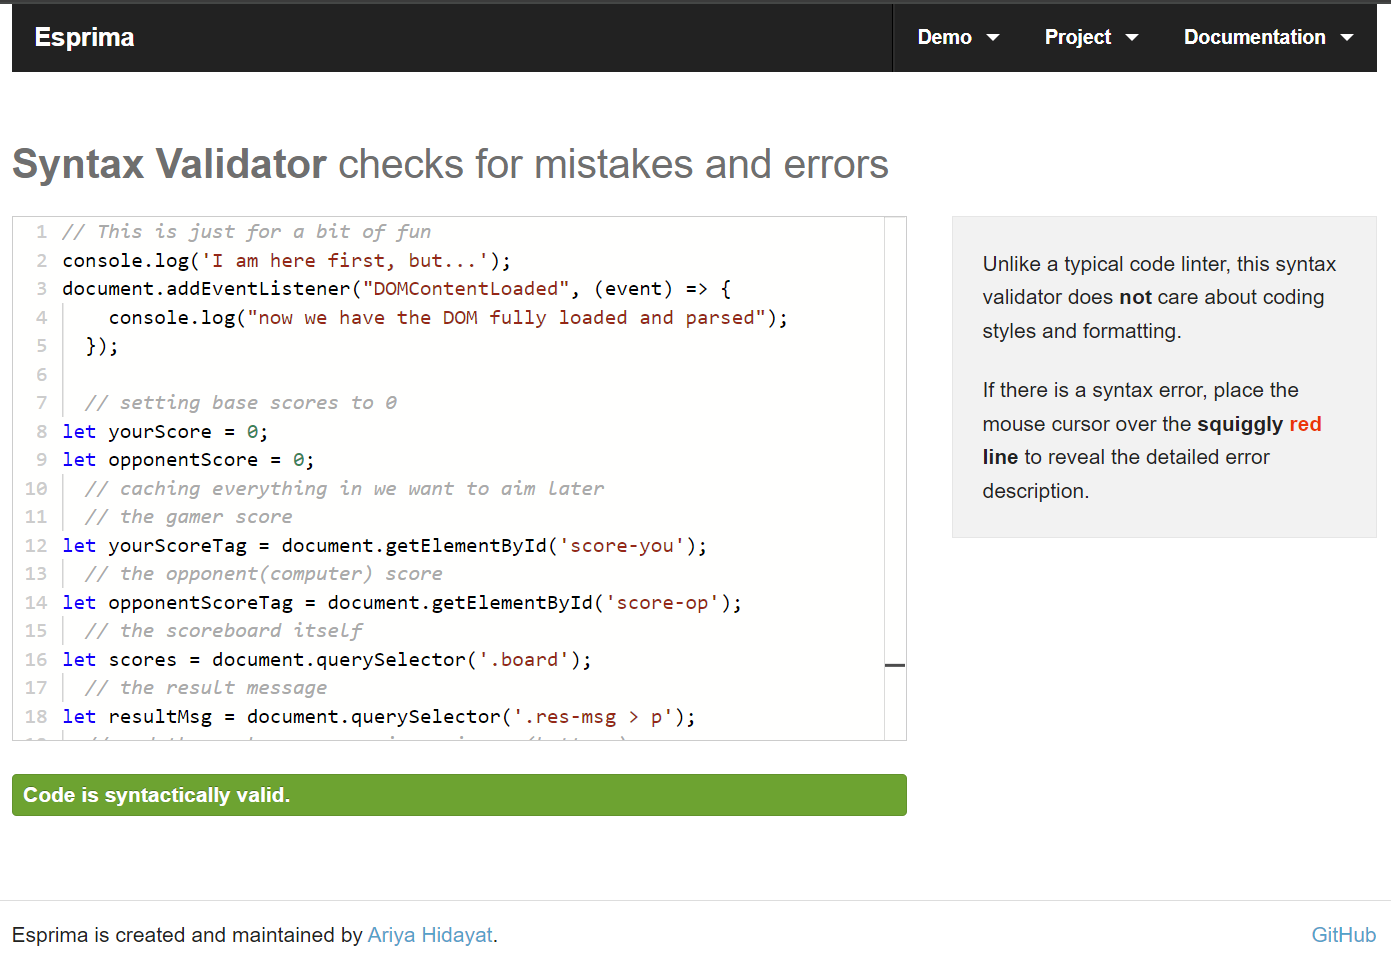 Esprima
Demo
Project
Documentation
Syntax Validator checks for mistakes and errors
1 // This is just for a bit of fun
2 console.log('I am here first, but...');
3 document.addEventListener("DOMContentLoaded", (event) => {
4     console.log("now we have the DOM fully loaded and parsed");
5   });
6
7   // setting base scores to 0
8 let yourScore = 0;
9 let opponentScore = 0;
10   // caching everything in we want to aim later
11   // the gamer score
12 let yourScoreTag = document.getElementById('score-you');
13   // the opponent(computer) score
14 let opponentScoreTag = document.getElementById('score-op');
15   // the scoreboard itself
16 let scores = document.querySelector('.board');
17   // the result message
18 let resultMsg = document.querySelector('.res-msg > p');
Code is syntactically valid.
Unlike a typical code linter, this syntax
validator does not care about coding
styles and formatting.
If there is a syntax error, place the
mouse cursor over the squiggly red
line to reveal the detailed error
description.
Esprima is created and maintained by Ariya Hidayat.
GitHub